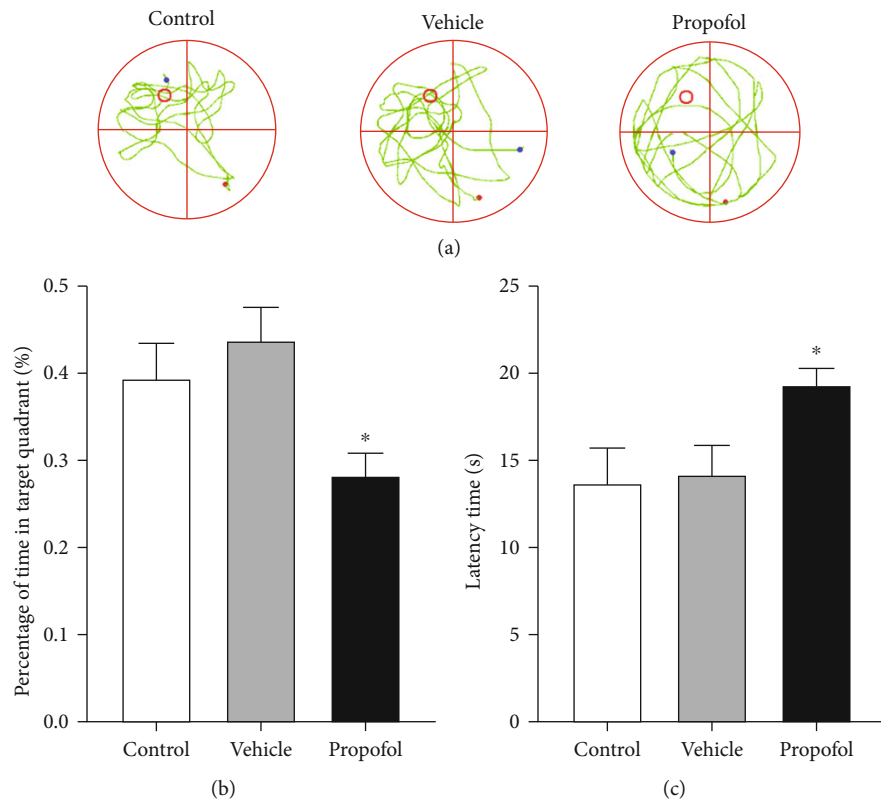 Control
Vehicle
Propofol
(a)
0.5
0.4
0.3
0.2
0.1
0.0
Percentage of time in target quadrant (%)
*
Control
Vehicle
Propofol
(b)
25
20
15
10
5
0
Latency time (s)
*
Control
Vehicle
Propofol
(c)